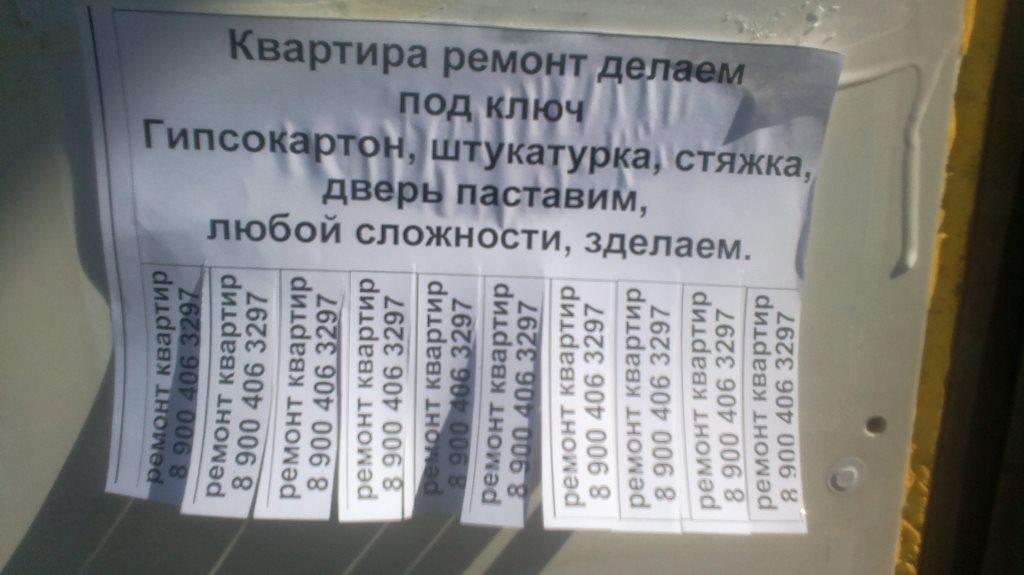 Квартира ремонт делаем
под ключ
Гипсокартон, штукатурка, стяжка,
дверь паставим,
любой сложности, зделаем.
ремонт квартир
8 900 406 3297
ремонт квартир
8 900 406 3297
ремонт квартир
8 900 406 3297
ремонт квартир
8 900 406 3297
ремонт квартир
8 900 406 3297
ремонт квартир
8 900 406 3297
ремонт квартир
8 900 406 3297
ремонт квартир
8 900 406 3297
ремонт квартир
8 900 406 3297
ремонт квартир
8 900 406 3297